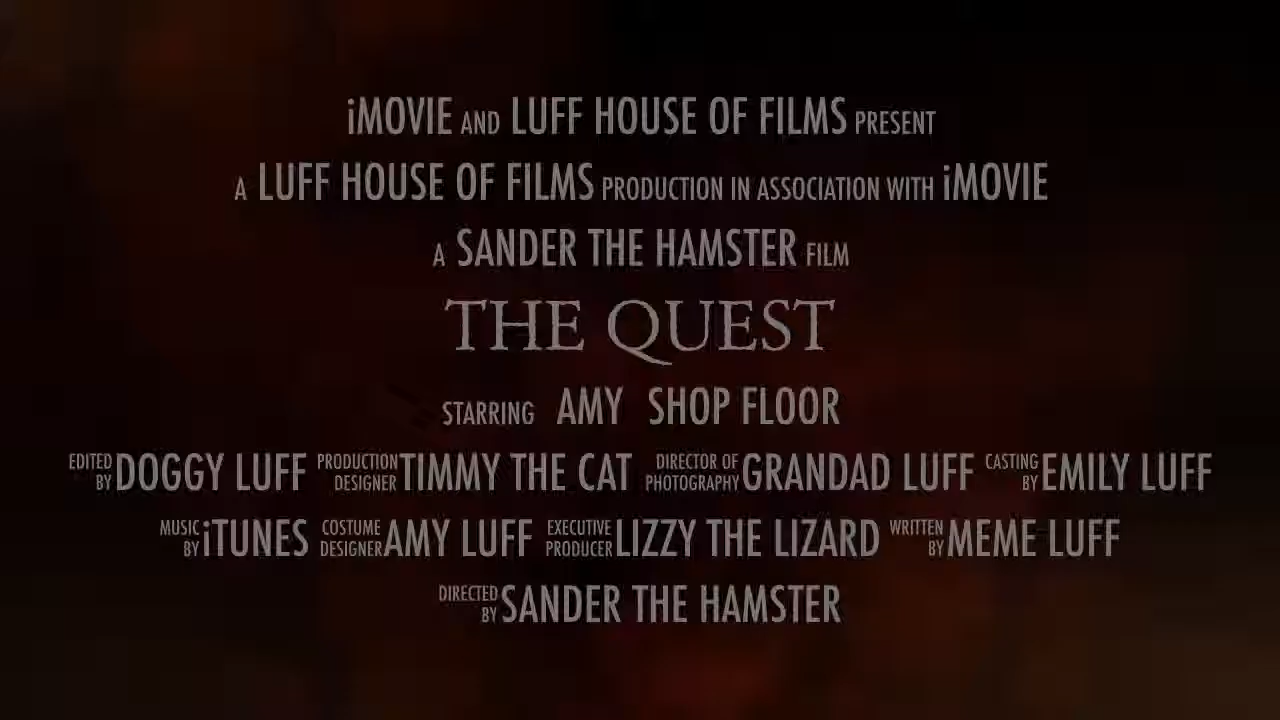 iMOVIE AND LUFF HOUSE OF FILMS PRESENT
A LUFF HOUSE OF FILMS PRODUCTION IN ASSOCIATION WITH iMOVIE
A SANDER THE HAMSTER FILM
THE QUEST
STARRING AMY SHOP FLOOR
EDITED BY DOGGY LUFF PRODUCTION DESIGNER TIMMY THE CAT DIRECTOR OF PHOTOGRAPHY GRANDAD LUFF CASTING BY EMILY LUFF
MUSIC BY iTUNES COSTUME DESIGNER AMY LUFF EXECUTIVE PRODUCER LIZZY THE LIZARD WRITTEN BY MEME LUFF
DIRECTED BY SANDER THE HAMSTER